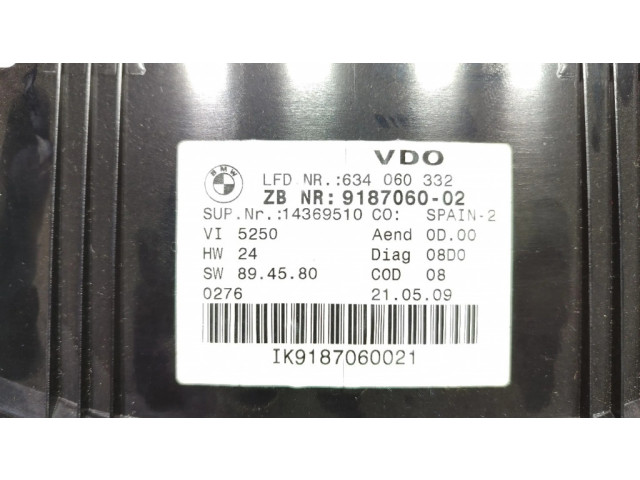 VDO
BMW
LFD NR.:634 060 332
ZB NR: 9187060-02
SUP.Nr.:14369510 CO: SPAIN-2
VI 5250 Aend 0D.00
HW 24 Diag 08D0
SW 89.45.80 COD 08
0276 21.05.09
IK9187060021